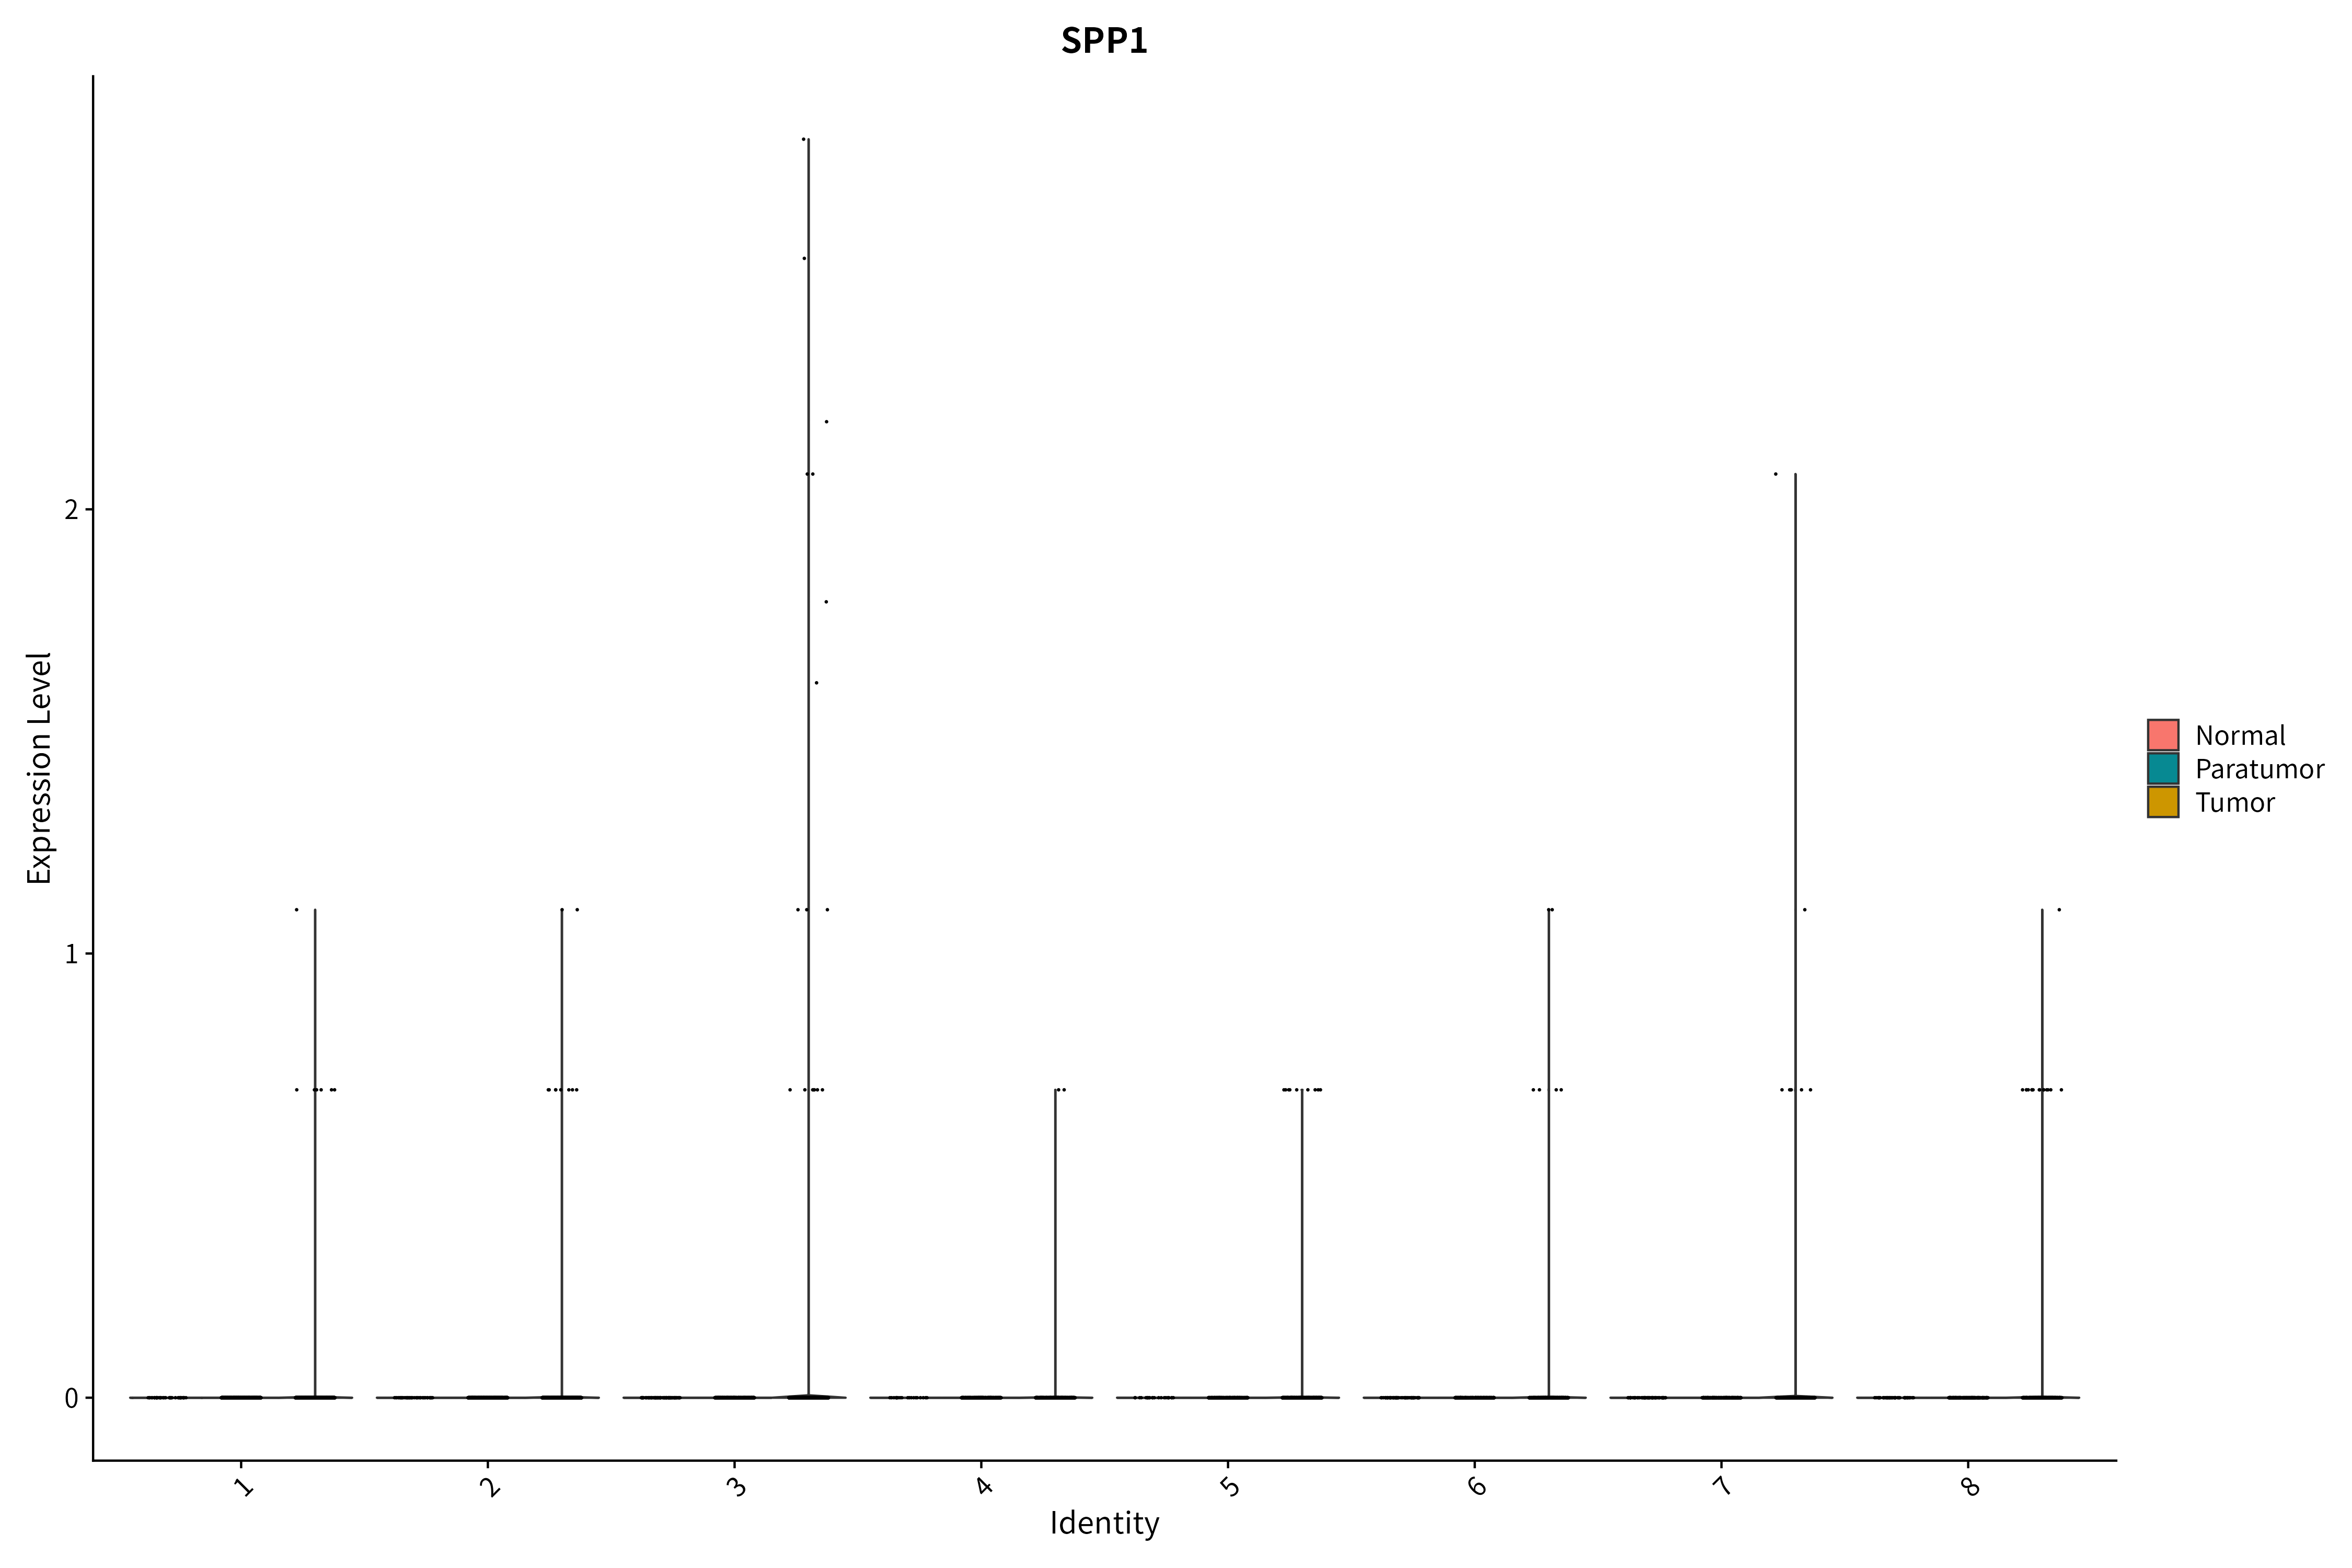 SPP1
Expression Level
2
1
0
1
2
3
4
5
6
7
8
Identity
Normal
Paratumor
Tumor